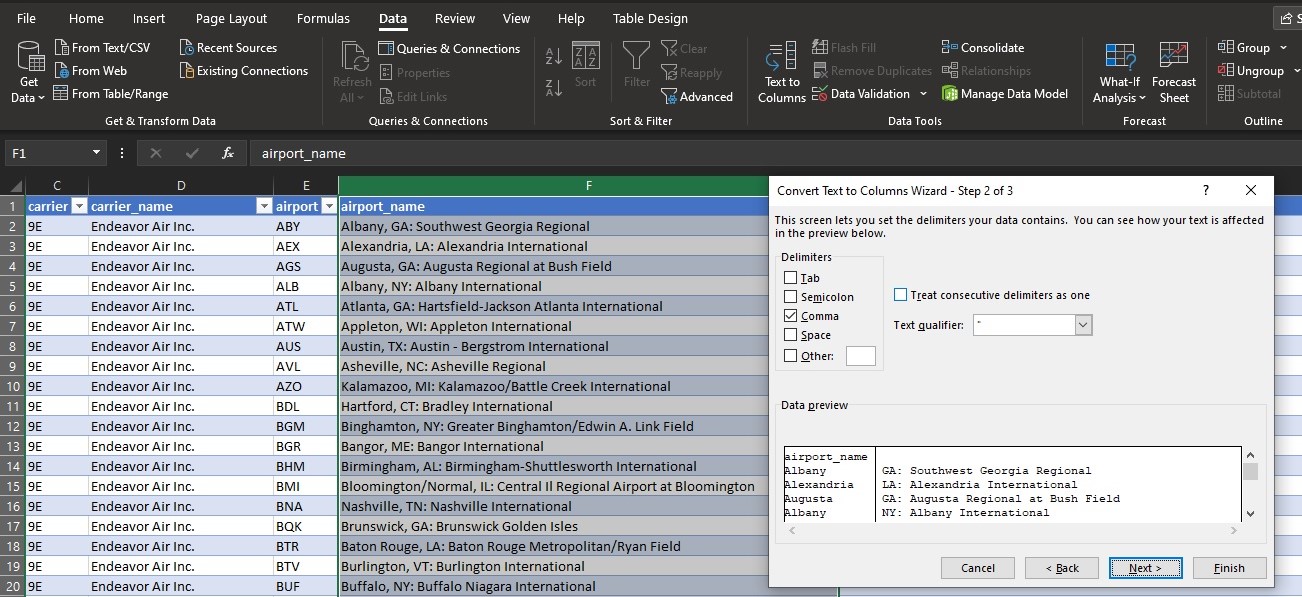 File Home Insert Page Layout Formulas Data Review View Help Table Design S
Get Data
From Text/CSV
From Web
From Table/Range
Recent Sources
Existing Connections
Get & Transform Data
Refresh All
Queries & Connections
Properties
Edit Links
Queries & Connections
Sort
Filter
Clear
Reapply
Advanced
Sort & Filter
Text to Columns
Flash Fill
Remove Duplicates
Data Validation
Consolidate
Relationships
Manage Data Model
Data Tools
What-If Analysis
Forecast Sheet
Forecast
Group
Ungroup
Subtotal
Outline
F1 fx airport_name
C D E F
1 carrier carrier_name airport airport_name
2 9E Endeavor Air Inc. ABY Albany, GA: Southwest Georgia Regional
3 9E Endeavor Air Inc. AEX Alexandria, LA: Alexandria International
4 9E Endeavor Air Inc. AGS Augusta, GA: Augusta Regional at Bush Field
5 9E Endeavor Air Inc. ALB Albany, NY: Albany International
6 9E Endeavor Air Inc. ATL Atlanta, GA: Hartsfield-Jackson Atlanta International
7 9E Endeavor Air Inc. ATW Appleton, WI: Appleton International
8 9E Endeavor Air Inc. AUS Austin, TX: Austin - Bergstrom International
9 9E Endeavor Air Inc. AVL Asheville, NC: Asheville Regional
10 9E Endeavor Air Inc. AZO Kalamazoo, MI: Kalamazoo/Battle Creek International
11 9E Endeavor Air Inc. BDL Hartford, CT: Bradley International
12 9E Endeavor Air Inc. BGM Binghamton, NY: Greater Binghamton/Edwin A. Link Field
13 9E Endeavor Air Inc. BGR Bangor, ME: Bangor International
14 9E Endeavor Air Inc. BHM Birmingham, AL: Birmingham-Shuttlesworth International
15 9E Endeavor Air Inc. BMI Bloomington/Normal, IL: Central Il Regional Airport at Bloomington
16 9E Endeavor Air Inc. BNA Nashville, TN: Nashville International
17 9E Endeavor Air Inc. BQK Brunswick, GA: Brunswick Golden Isles
18 9E Endeavor Air Inc. BTR Baton Rouge, LA: Baton Rouge Metropolitan/Ryan Field
19 9E Endeavor Air Inc. BTV Burlington, VT: Burlington International
20 9E Endeavor Air Inc. BUF Buffalo, NY: Buffalo Niagara International
Convert Text to Columns Wizard - Step 2 of 3 ?
This screen lets you set the delimiters your data contains. You can see how your text is affected
in the preview below.
Delimiters
Tab
Semicolon
Comma
Space
Other:
Treat consecutive delimiters as one
Text qualifier: "
Data preview
airport_name
Albany GA: Southwest Georgia Regional
Alexandria LA: Alexandria International
Augusta GA: Augusta Regional at Bush Field
Albany NY: Albany International
Cancel < Back Next > Finish